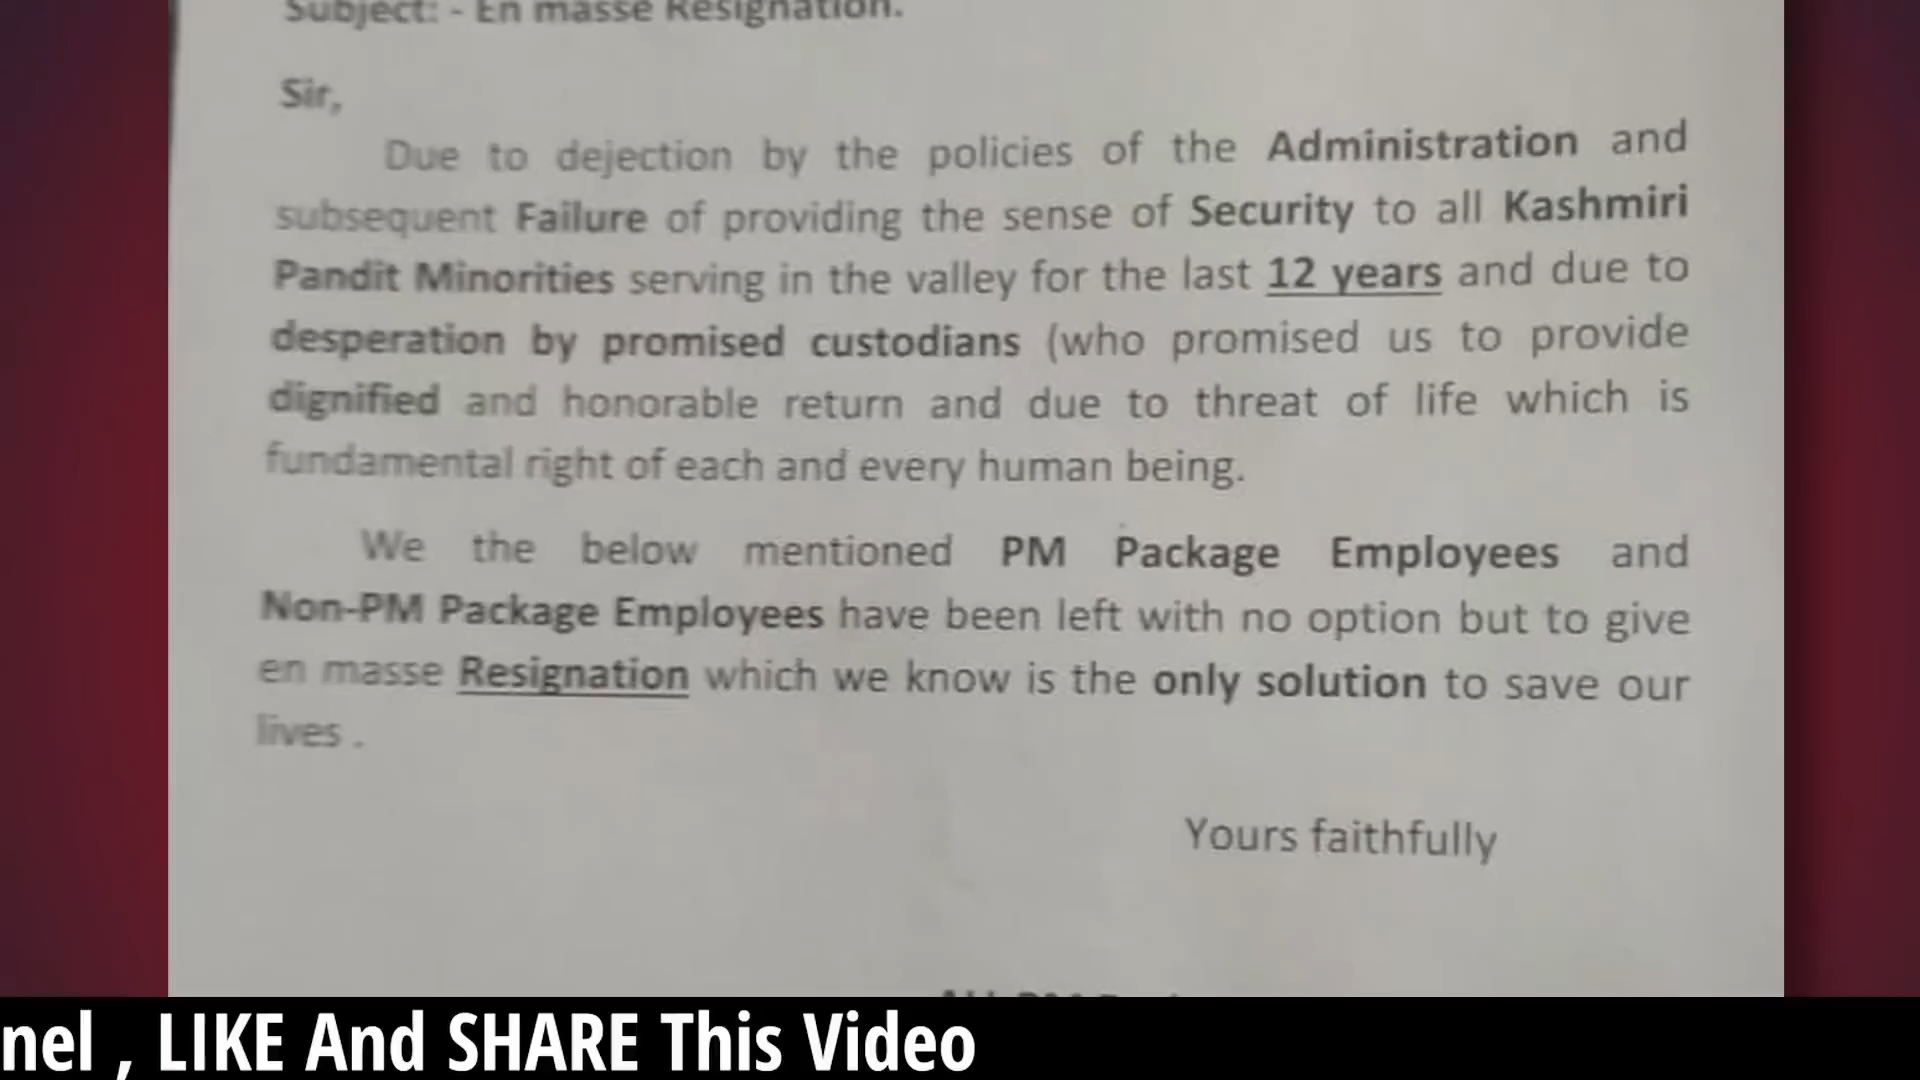 Subject: - En masse Resignation.
Sir,
Due to dejection by the policies of the Administration and
subsequent Failure of providing the sense of Security to all Kashmiri
Pandit Minorities serving in the valley for the last 12 years and due to
desperation by promised custodians (who promised us to provide
dignified and honorable return and due to threat of life which is
fundamental right of each and every human being.
We the below mentioned PM Package Employees and
Non-PM Package Employees have been left with no option but to give
en masse Resignation which we know is the only solution to save our
lives .
Yours faithfully
nel , LIKE And SHARE This Video